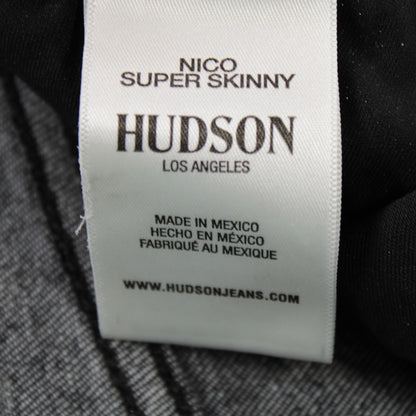 NICO
SUPER SKINNY
HUDSON
LOS ANGELES
MADE IN MEXICO
HECHO EN MÉXICO
FABRIQUÉ AU MEXIQUE
WWW.HUDSONJEANS.COM